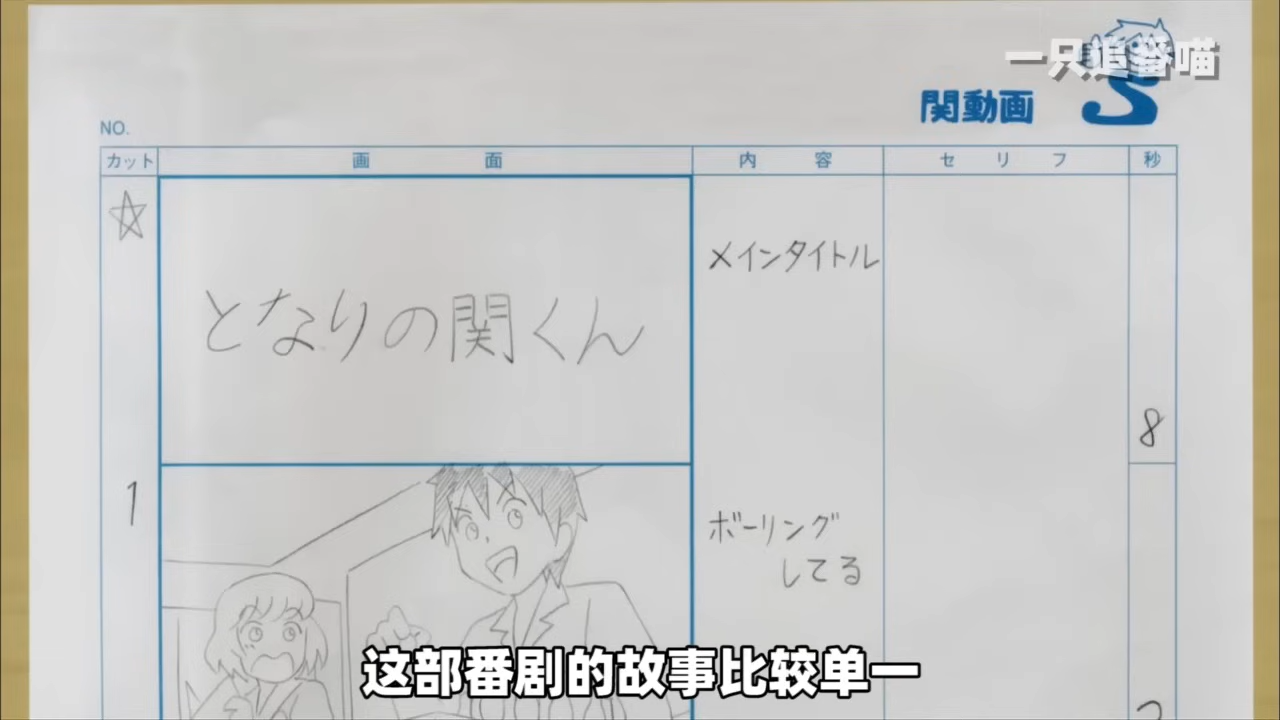 一只追番喵
関動画
S
NO.
カット 画 面 内 容 セ リ フ 秒
☆
メインタイトル
となりの関くん
8
1
ボーリング
してる
这部番剧的故事比较单一